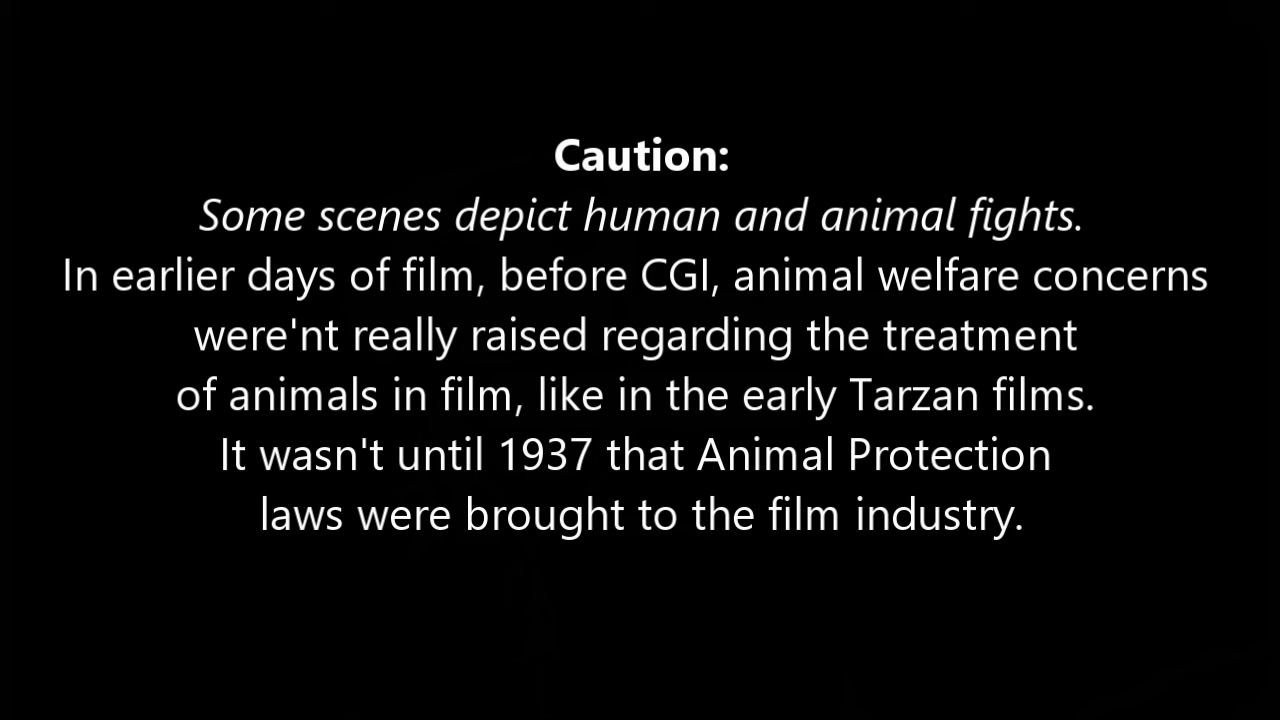 Caution:
Some scenes depict human and animal fights.
In earlier days of film, before CGI, animal welfare concerns
were'nt really raised regarding the treatment
of animals in film, like in the early Tarzan films.
It wasn't until 1937 that Animal Protection
laws were brought to the film industry.